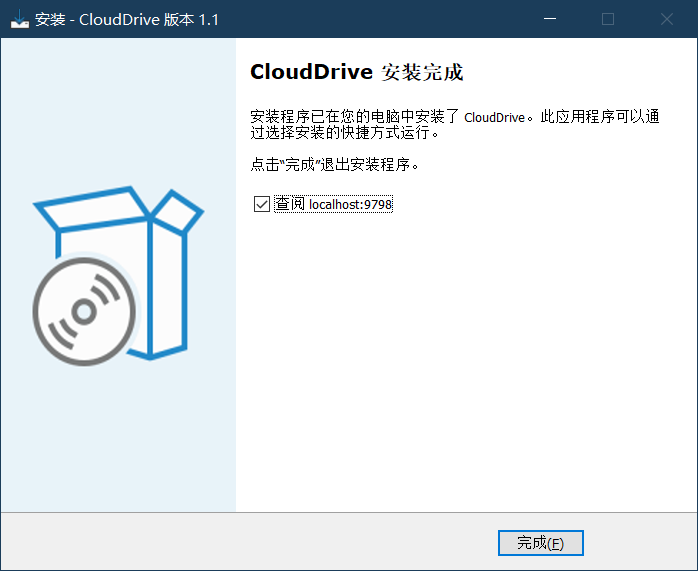 安装 - CloudDrive 版本 1.1
CloudDrive 安装完成
安装程序已在您的电脑中安装了 CloudDrive。此应用程序可以通
过选择安装的快捷方式运行。
点击“完成”退出安装程序。
查阅 localhost:9798
完成(F)